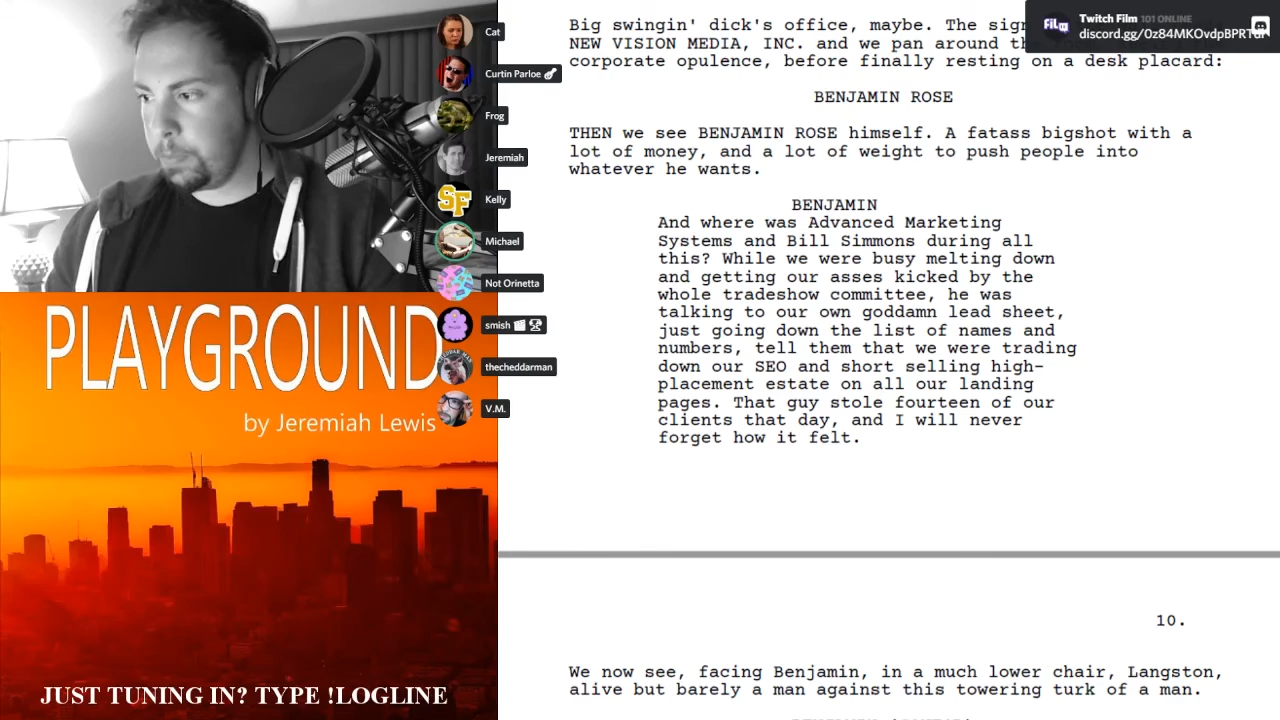 Cat
Curtin Parloe
Frog
Jeremiah
Kelly
Michael
Not Orinetta
smish
thecheddarman
V.M.
PLAYGROUND
by Jeremiah Lewis
JUST TUNING IN? TYPE !LOGLINE
FiL
Twitch Film 101 ONLINE
discord.gg/0z84MKOvdpBPRT
Big swingin' dick's office, maybe. The
NEW VISION MEDIA, INC. and we pan around
corporate opulence, before finally resting on a desk placard:
BENJAMIN ROSE
THEN we see BENJAMIN ROSE himself. A fatass bigshot with a
lot of money, and a lot of weight to push people into
whatever he wants.
BENJAMIN
And where was Advanced Marketing
Systems and Bill Simmons during all
this? While we were busy melting down
and getting our asses kicked by the
whole tradeshow committee, he was
talking to our own goddamn lead sheet,
just going down the list of names and
numbers, tell them that we were trading
down our SEO and short selling high-
placement estate on all our landing
pages. That guy stole fourteen of our
clients that day, and I will never
forget how it felt.
10.
We now see, facing Benjamin, in a much lower chair, Langston,
alive but barely a man against this towering turk of a man.